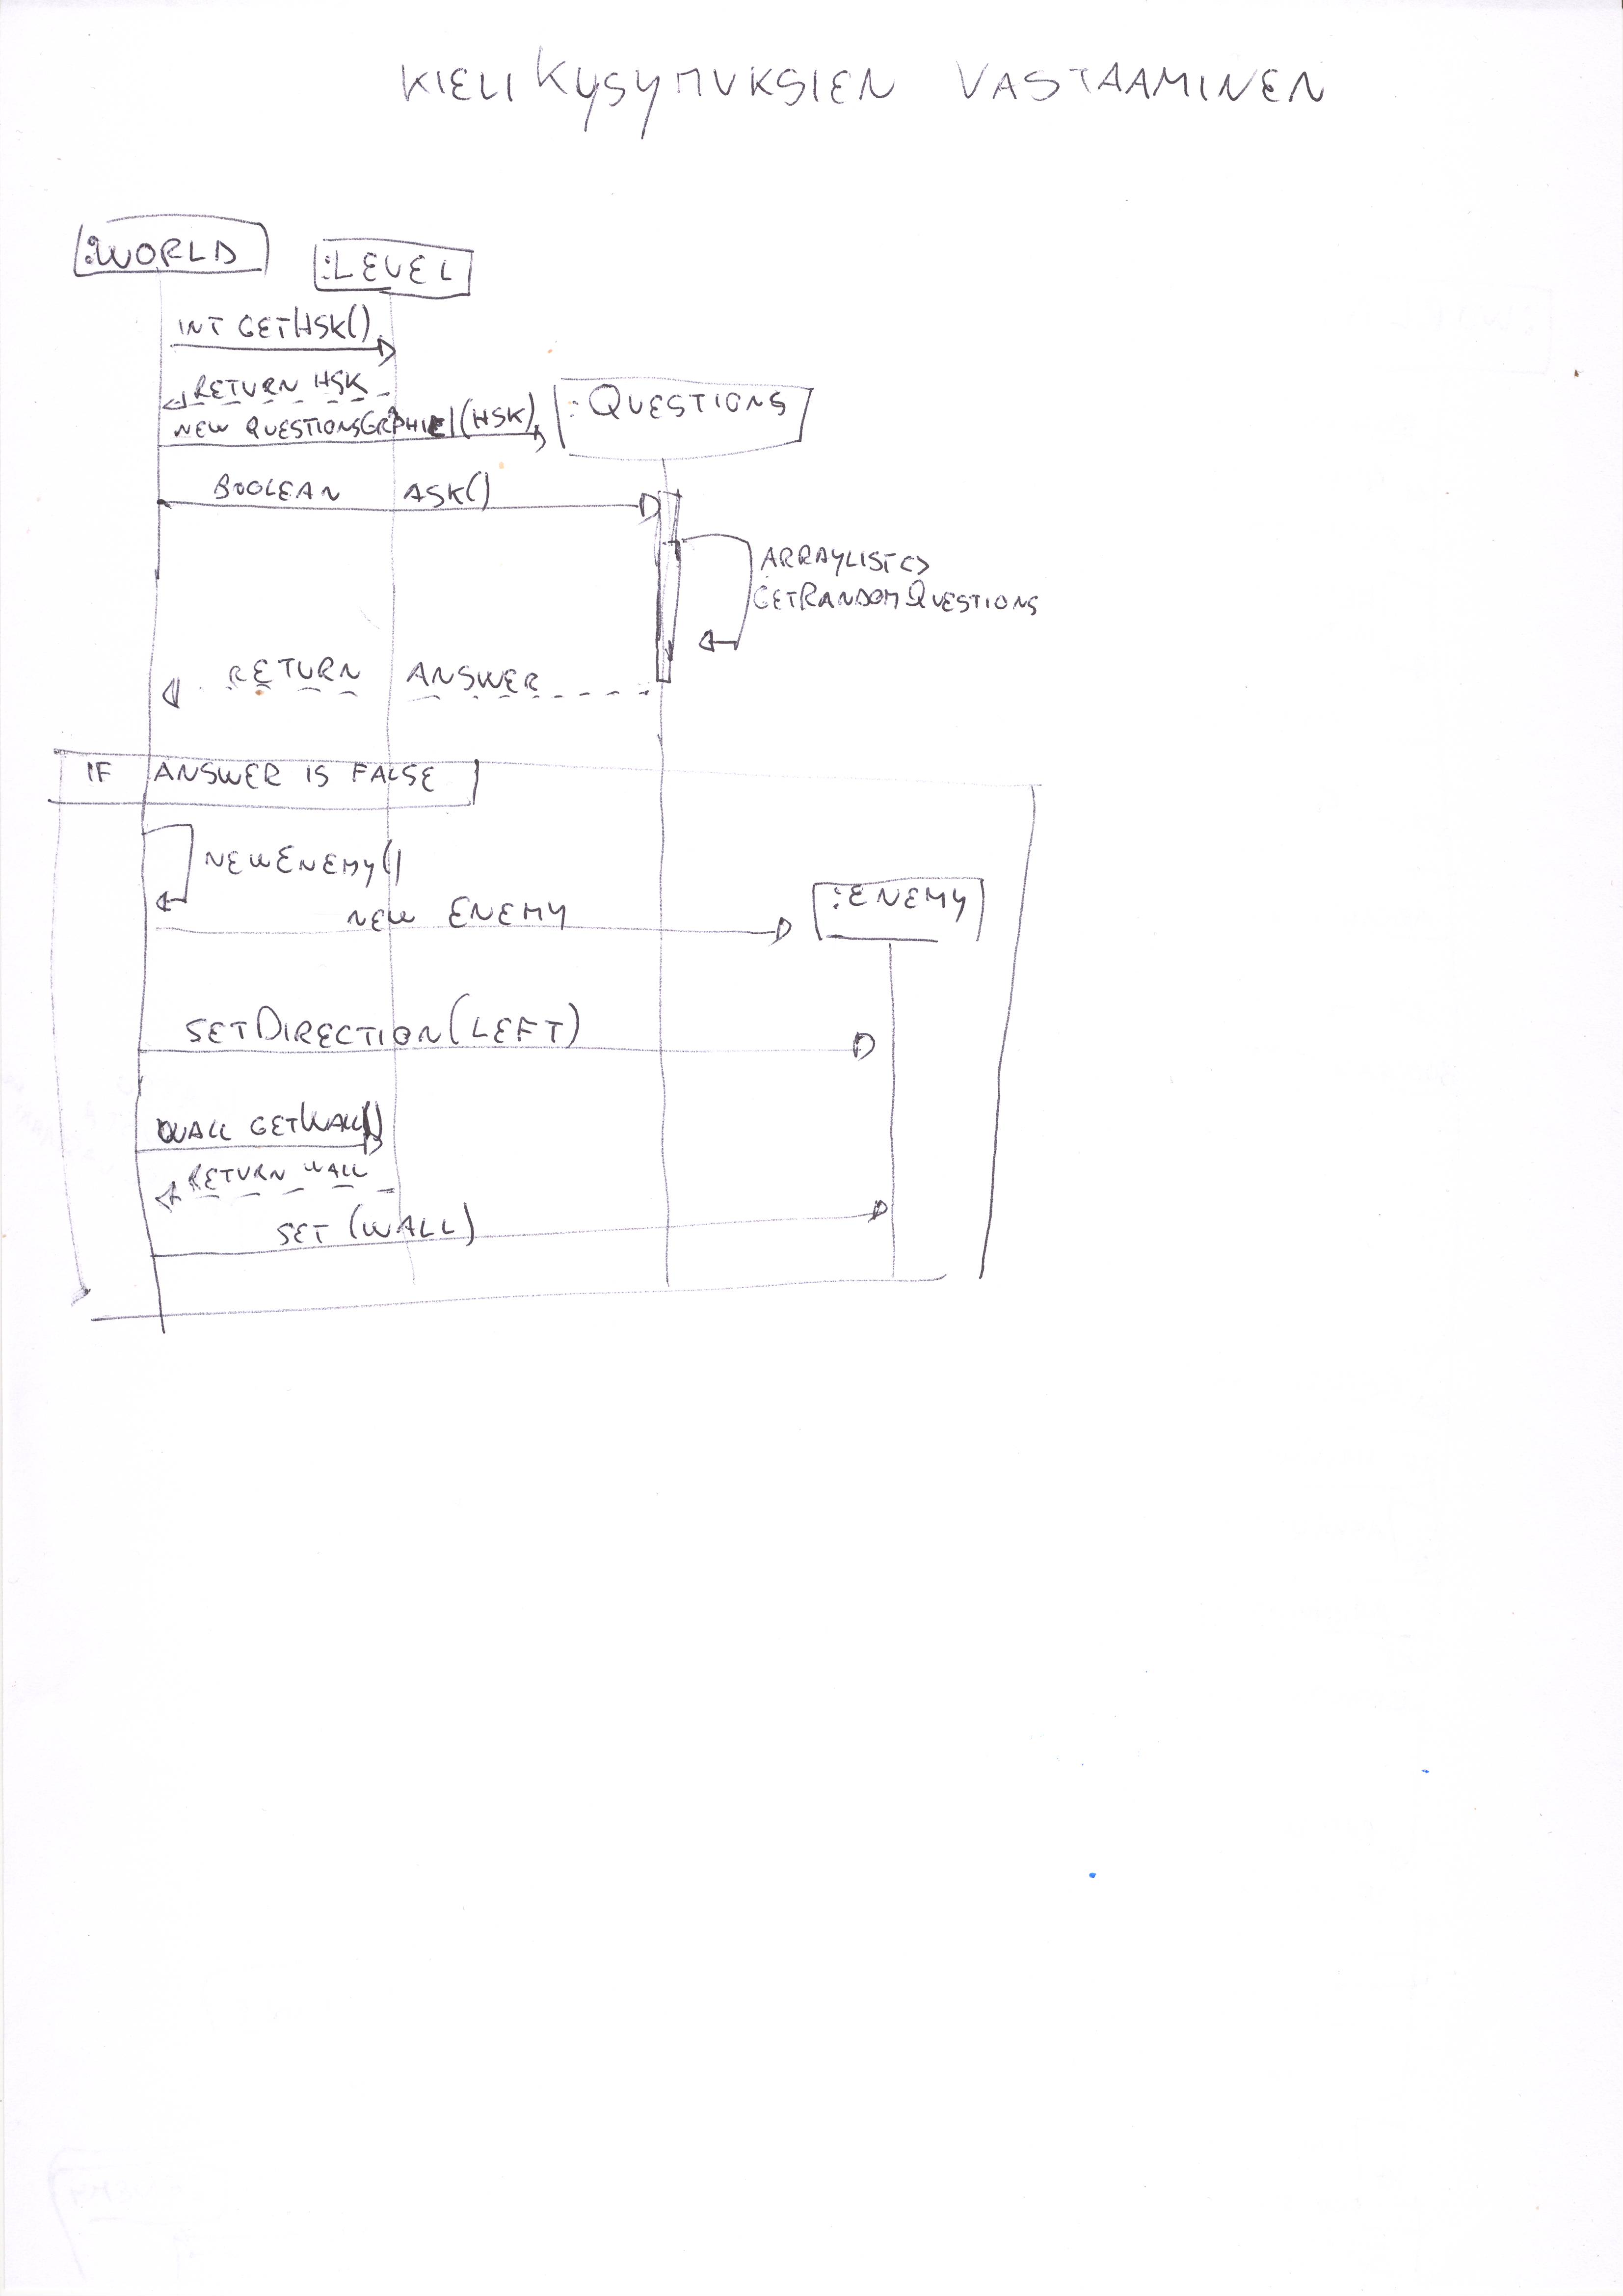 KIELIKYSYMYKSIEN VASTAAMINEN
:WORLD
:LEVEL
INT GETHSK()
RETURN HSK
:QUESTIONS
NEW QUESTIONSGRAPHIC(HSK)
BOOLEAN ASK()
ARRAYLIST<>
GETRANDOMQUESTIONS
RETURN ANSWER
IF ANSWER IS FALSE
NEWENEMY()
:ENEMY
NEW ENEMY
SETDIRECTION(LEFT)
WALL GETWALL()
RETURN WALL
SET (WALL)